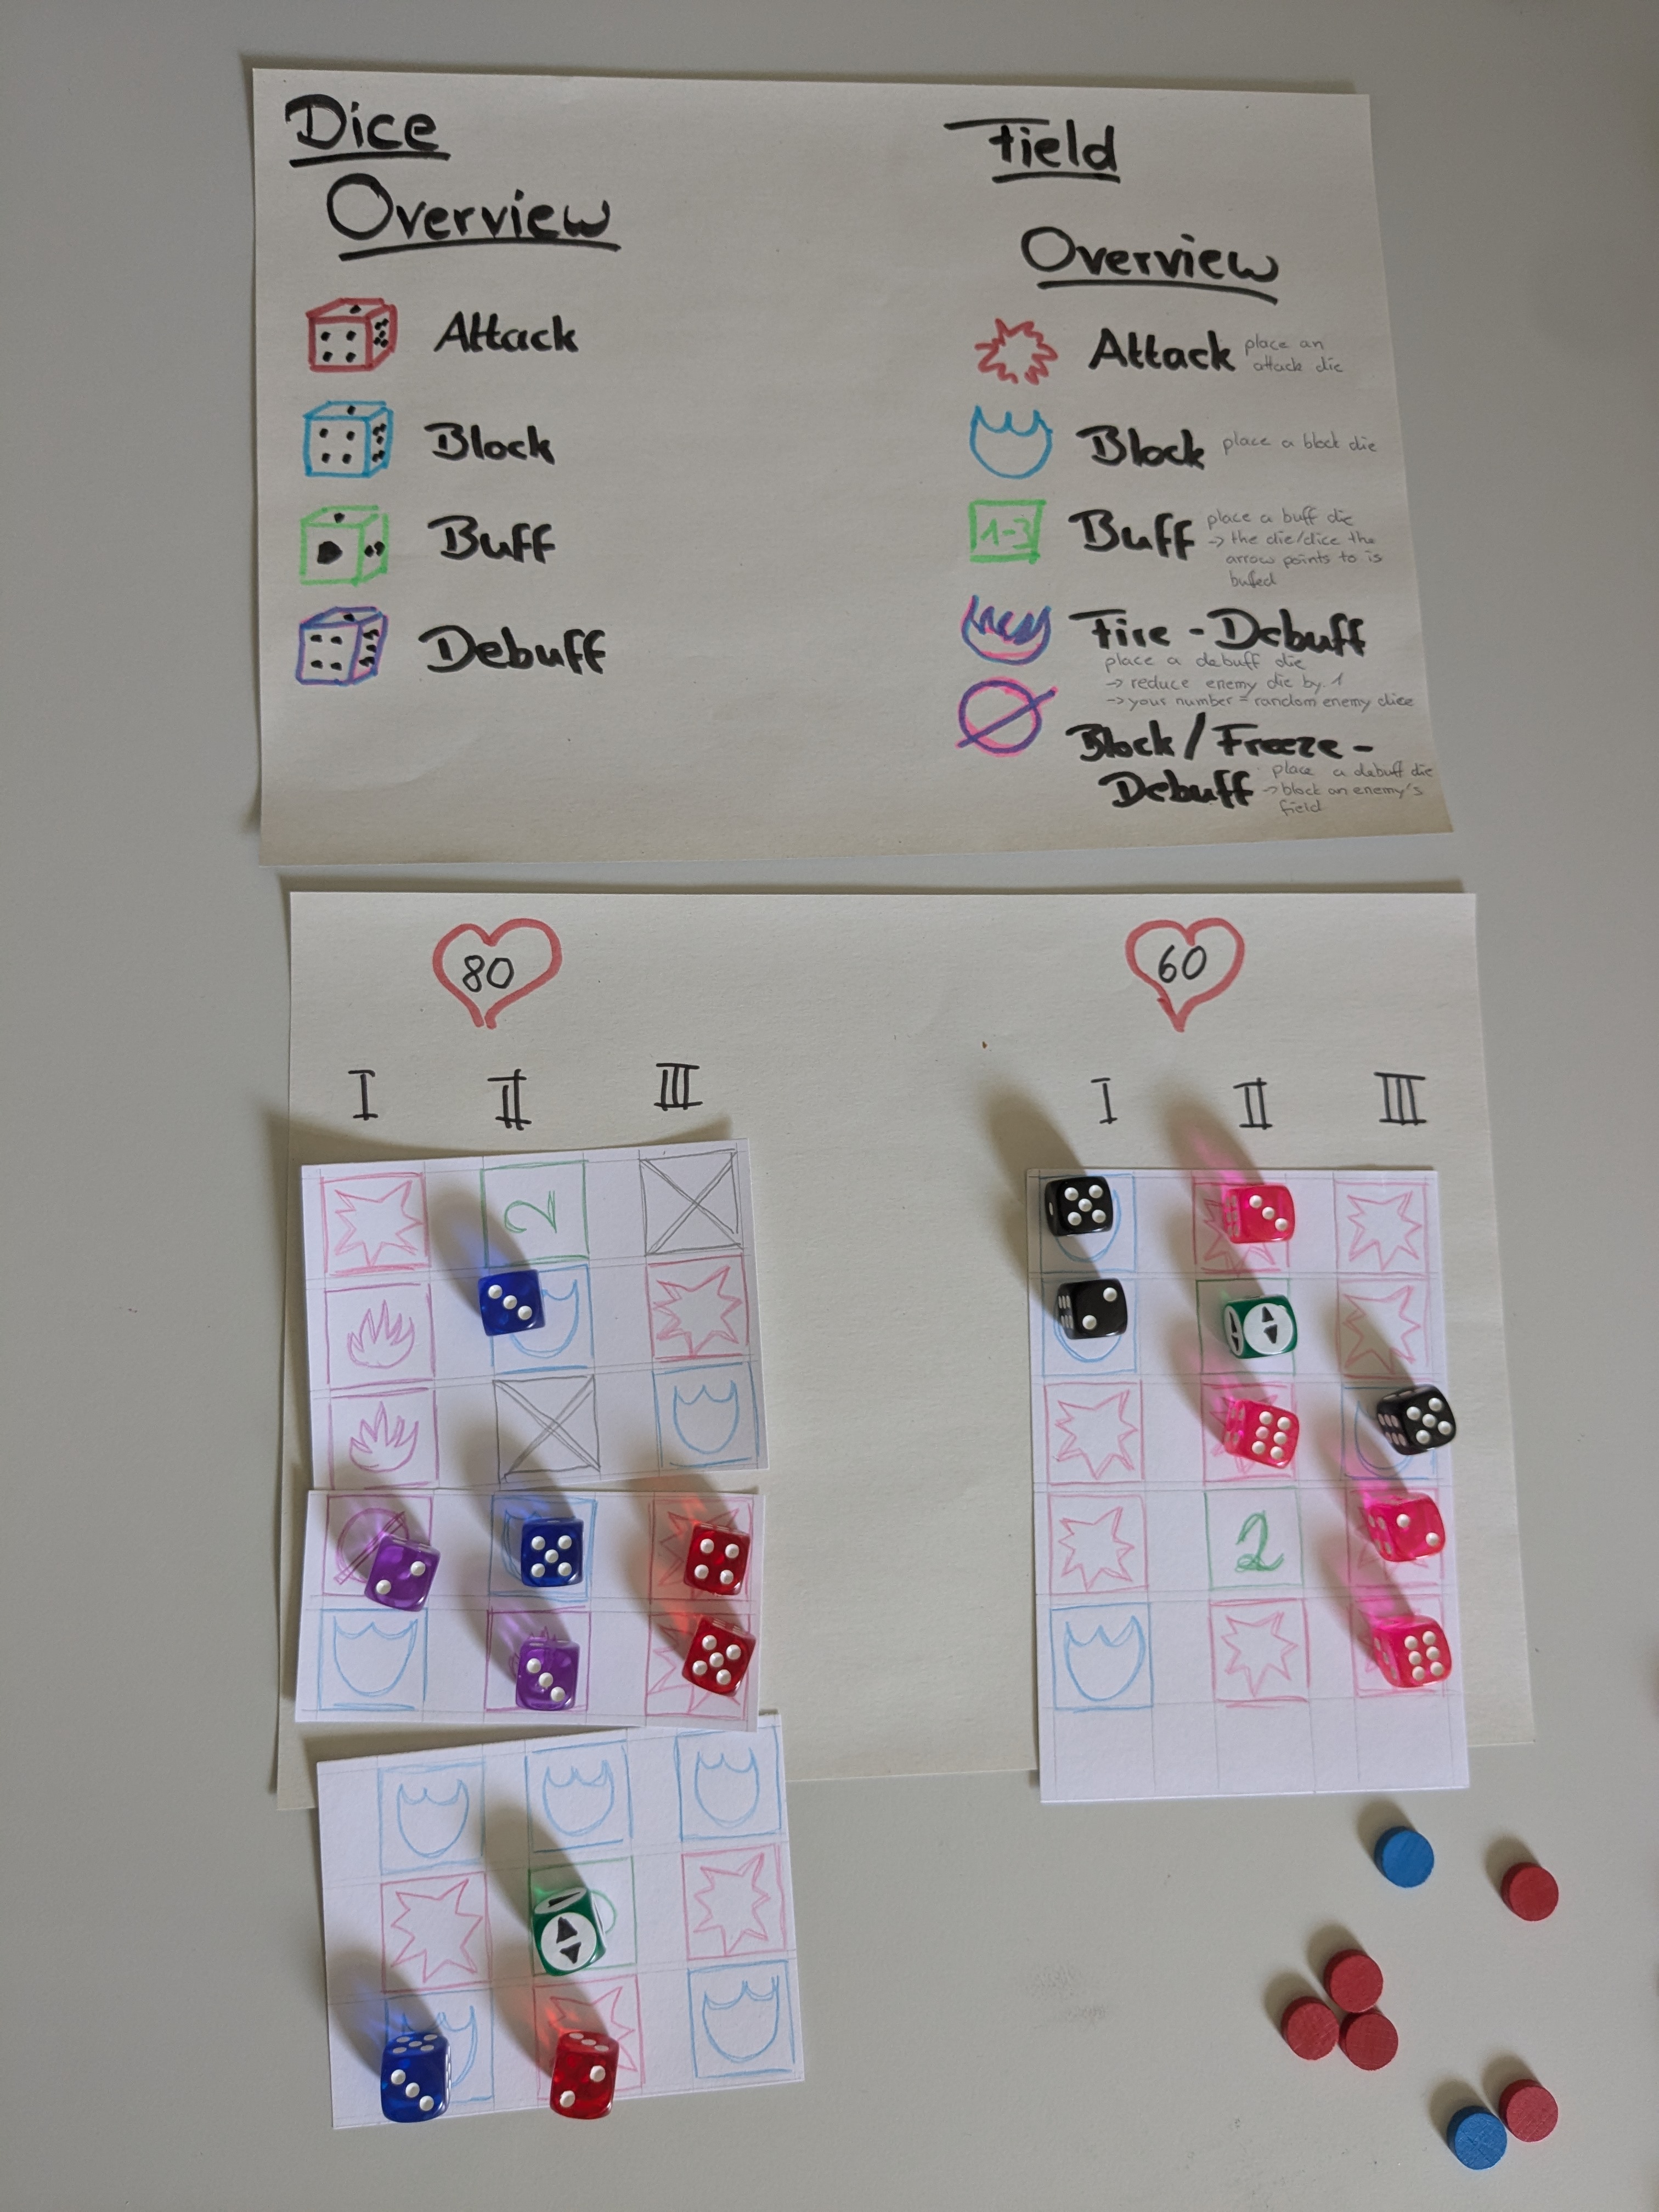 Dice
Overview
Attack
Block
Buff
Debuff
Field
Overview
Attack place an
attack die
Block place a block die
1-3 Buff place a buff die
-> the die/dice the
arrow points to is
buffed
Fire - Debuff
place a debuff die
-> reduce enemy die by 1
-> your number = random enemy dice
Block / Freeze -
Debuff place a debuff die
-> block an enemy's
field
80
60
I II III
I II III
2
2